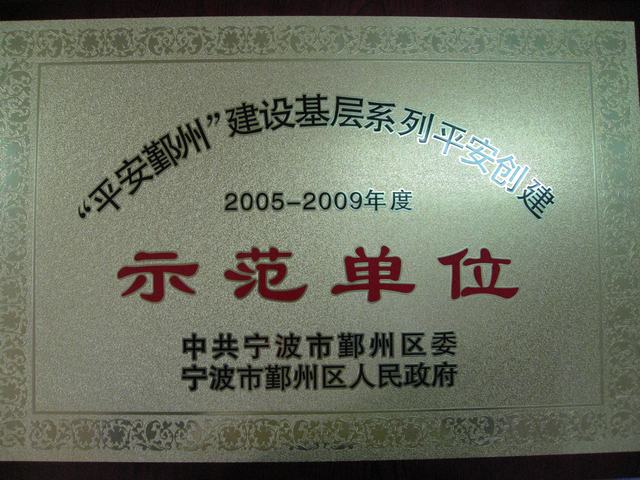 “平安鄞州”建设基层系列平安创建
2005-2009年度
示范单位
中共宁波市鄞州区委
宁波市鄞州区人民政府